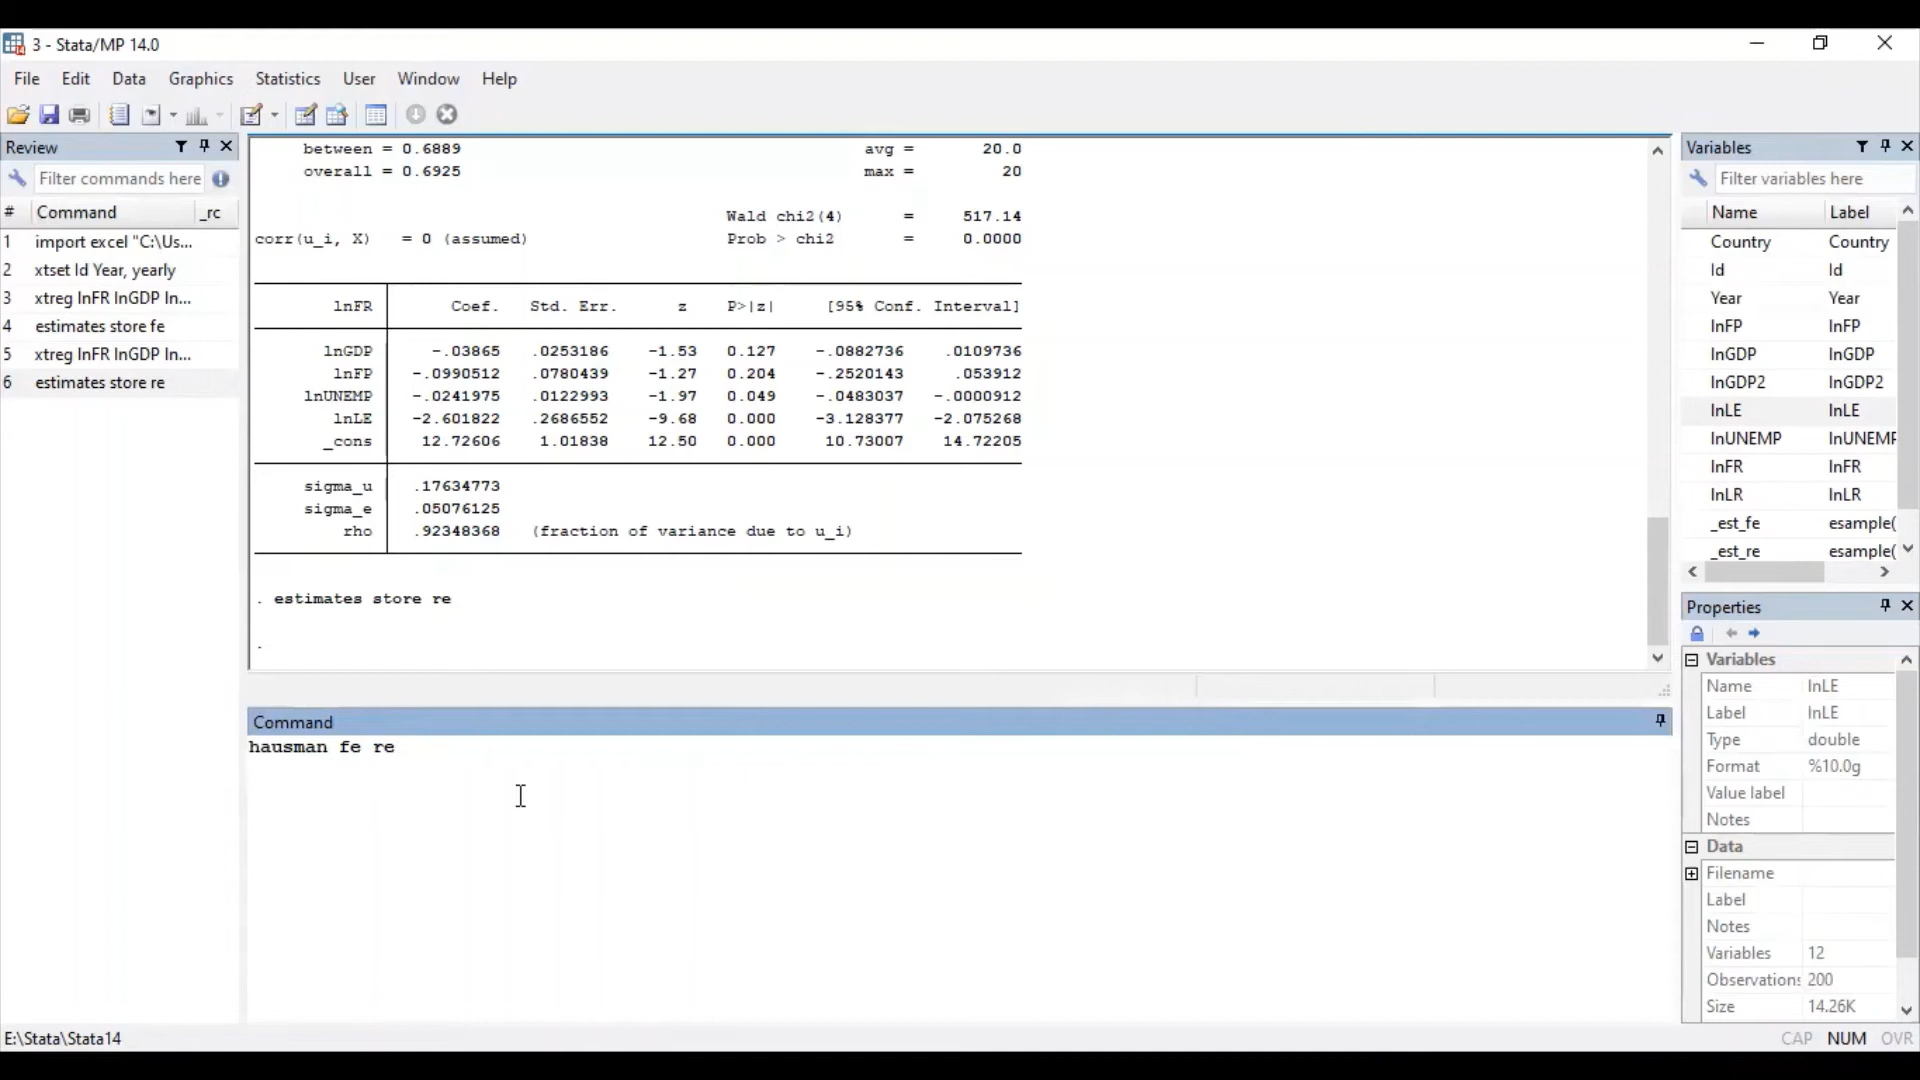 3 - Stata/MP 14.0
File Edit Data Graphics Statistics User Window Help
Review
Filter commands here
# Command _rc
1 import excel "C:\Us...
2 xtset Id Year, yearly
3 xtreg lnFR lnGDP ln...
4 estimates store fe
5 xtreg lnFR lnGDP ln...
6 estimates store re
between = 0.6889 avg = 20.0
overall = 0.6925 max = 20
Wald chi2(4) = 517.14
corr(u_i, X) = 0 (assumed) Prob > chi2 = 0.0000
lnFR Coef. Std. Err. z P>|z| [95% Conf. Interval]
lnGDP -.03865 .0253186 -1.53 0.127 -.0882736 .0109736
lnFP -.0990512 .0780439 -1.27 0.204 -.2520143 .053912
lnUNEMP -.0241975 .0122993 -1.97 0.049 -.0483037 -.0000912
lnLE -2.601822 .2686552 -9.68 0.000 -3.128377 -2.075268
_cons 12.72606 1.01838 12.50 0.000 10.73007 14.72205
sigma_u .17634773
sigma_e .05076125
rho .92348368 (fraction of variance due to u_i)
. estimates store re
.
Command
hausman fe re
Variables
Filter variables here
Name Label
Country Country
Id Id
Year Year
lnFP lnFP
lnGDP lnGDP
lnGDP2 lnGDP2
lnLE lnLE
lnUNEMP lnUNEMP
lnFR lnFR
lnLR lnLR
_est_fe esample(
_est_re esample(
Properties
Variables
Name lnLE
Label lnLE
Type double
Format %10.0g
Value label
Notes
Data
Filename
Label
Notes
Variables 12
Observations 200
Size 14.26K
E:\Stata\Stata14
CAP NUM OVR